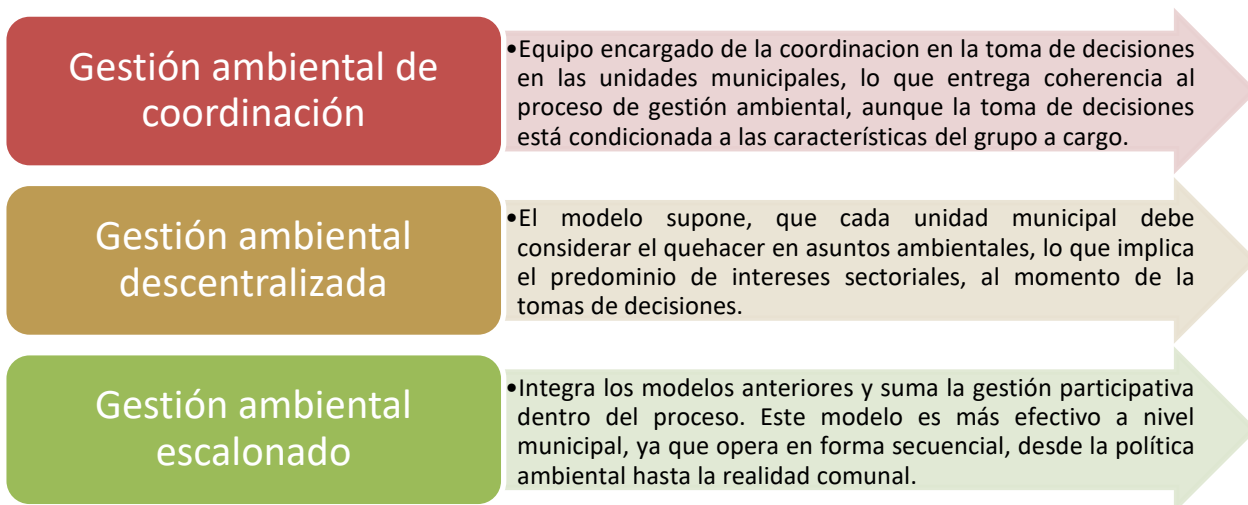 Gestión ambiental de
coordinación
•Equipo encargado de la coordinacion en la toma de decisiones
en las unidades municipales, lo que entrega coherencia al
proceso de gestión ambiental, aunque la toma de decisiones
está condicionada a las características del grupo a cargo.
Gestión ambiental
descentralizada
•El modelo supone, que cada unidad municipal debe
considerar el quehacer en asuntos ambientales, lo que implica
el predominio de intereses sectoriales, al momento de la
tomas de decisiones.
Gestión ambiental
escalonado
•Integra los modelos anteriores y suma la gestión participativa
dentro del proceso. Este modelo es más efectivo a nivel
municipal, ya que opera en forma secuencial, desde la política
ambiental hasta la realidad comunal.